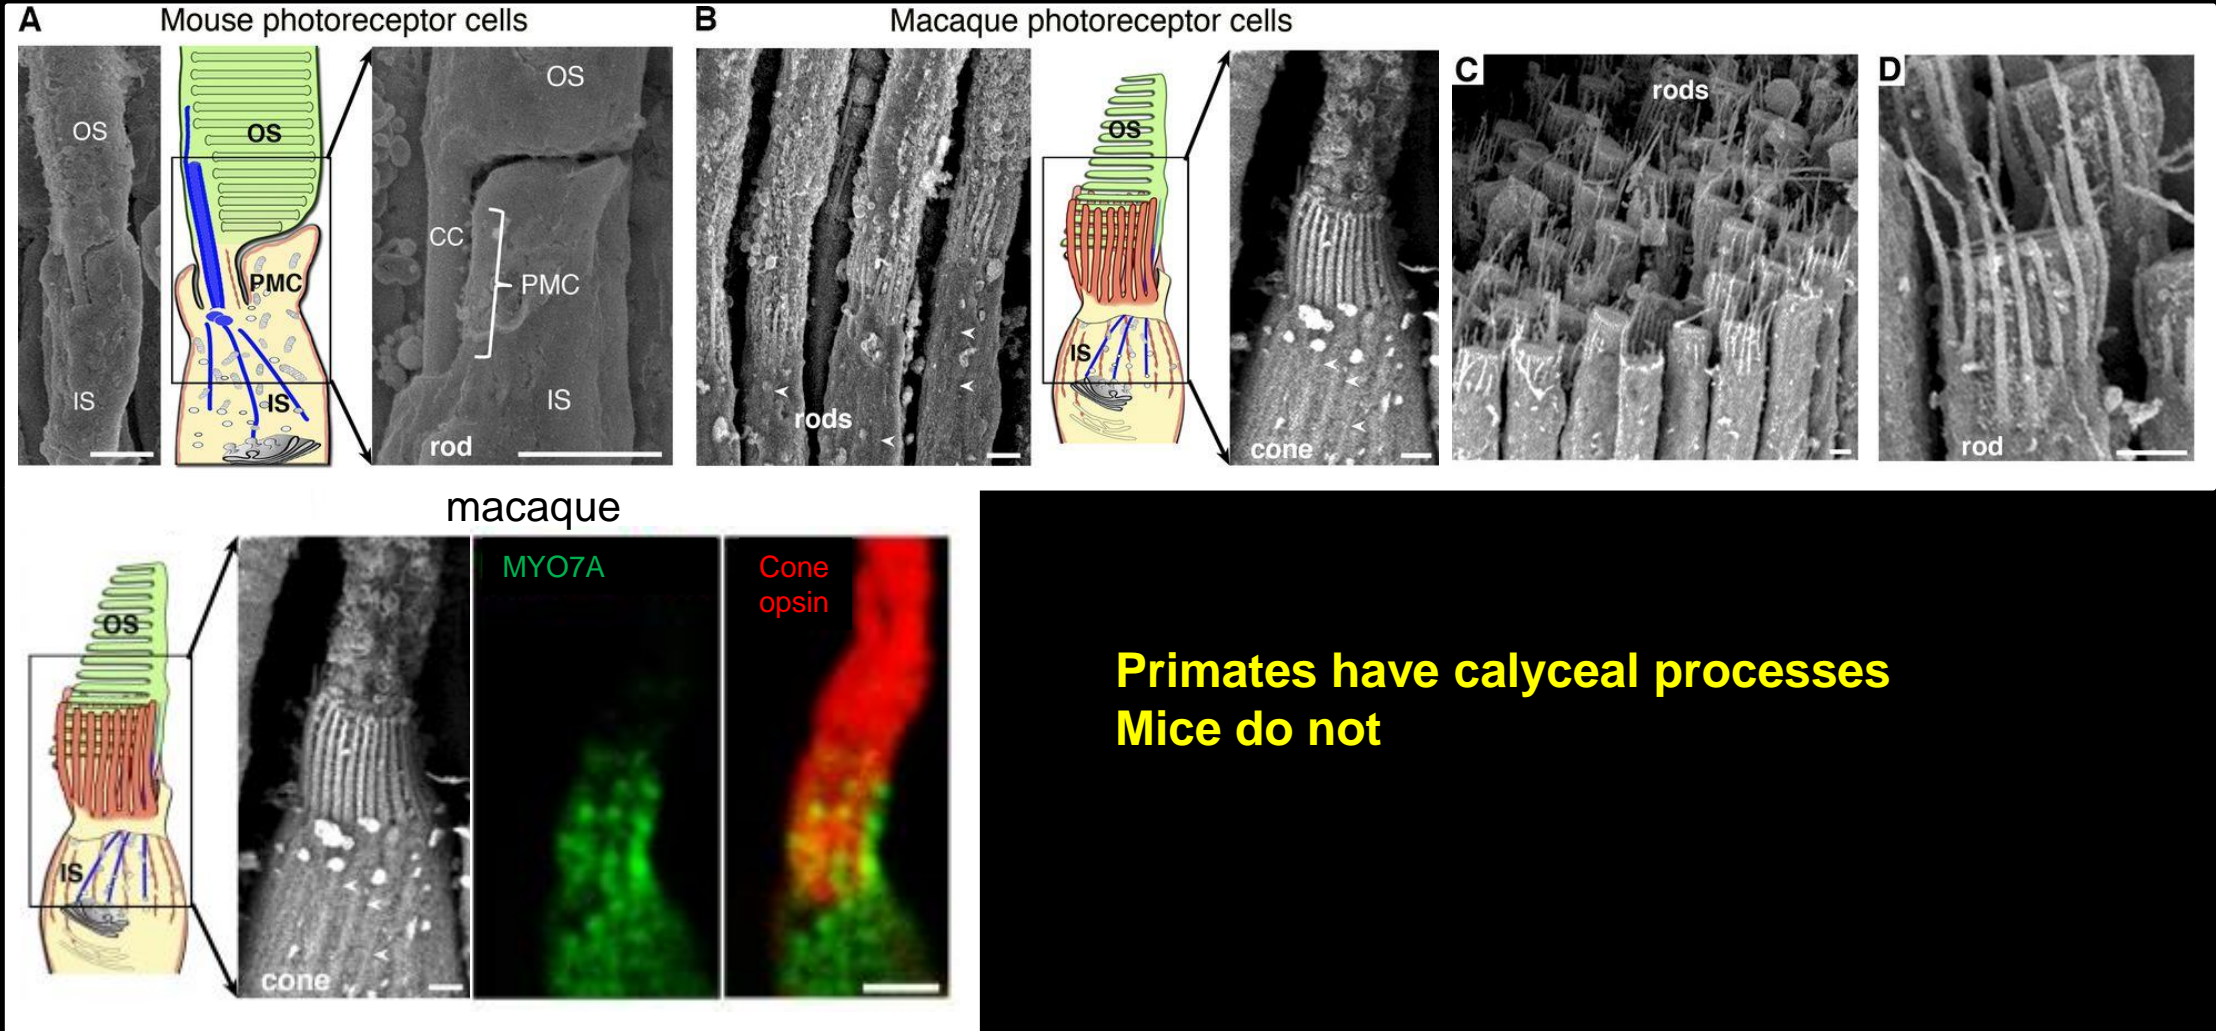 A
Mouse photoreceptor cells
OS
IS
OS
PMC
IS
OS
CC
PMC
IS
rod
B
Macaque photoreceptor cells
rods
OS
IS
cone
C
rods
D
rod
macaque
OS
IS
cone
MYO7A
Cone
opsin
Primates have calyceal processes
Mice do not